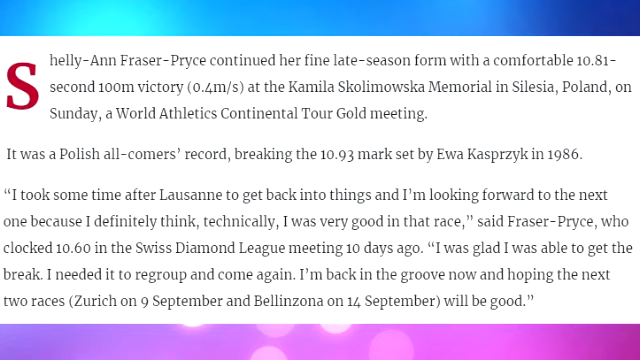 Shelly-Ann Fraser-Pryce continued her fine late-season form with a comfortable 10.81-
second 100m victory (0.4m/s) at the Kamila Skolimowska Memorial in Silesia, Poland, on
Sunday, a World Athletics Continental Tour Gold meeting.
It was a Polish all-comers’ record, breaking the 10.93 mark set by Ewa Kasprzyk in 1986.
“I took some time after Lausanne to get back into things and I’m looking forward to the next
one because I definitely think, technically, I was very good in that race,” said Fraser-Pryce, who
clocked 10.60 in the Swiss Diamond League meeting 10 days ago. “I was glad I was able to get the
break. I needed it to regroup and come again. I’m back in the groove now and hoping the next
two races (Zurich on 9 September and Bellinzona on 14 September) will be good.”